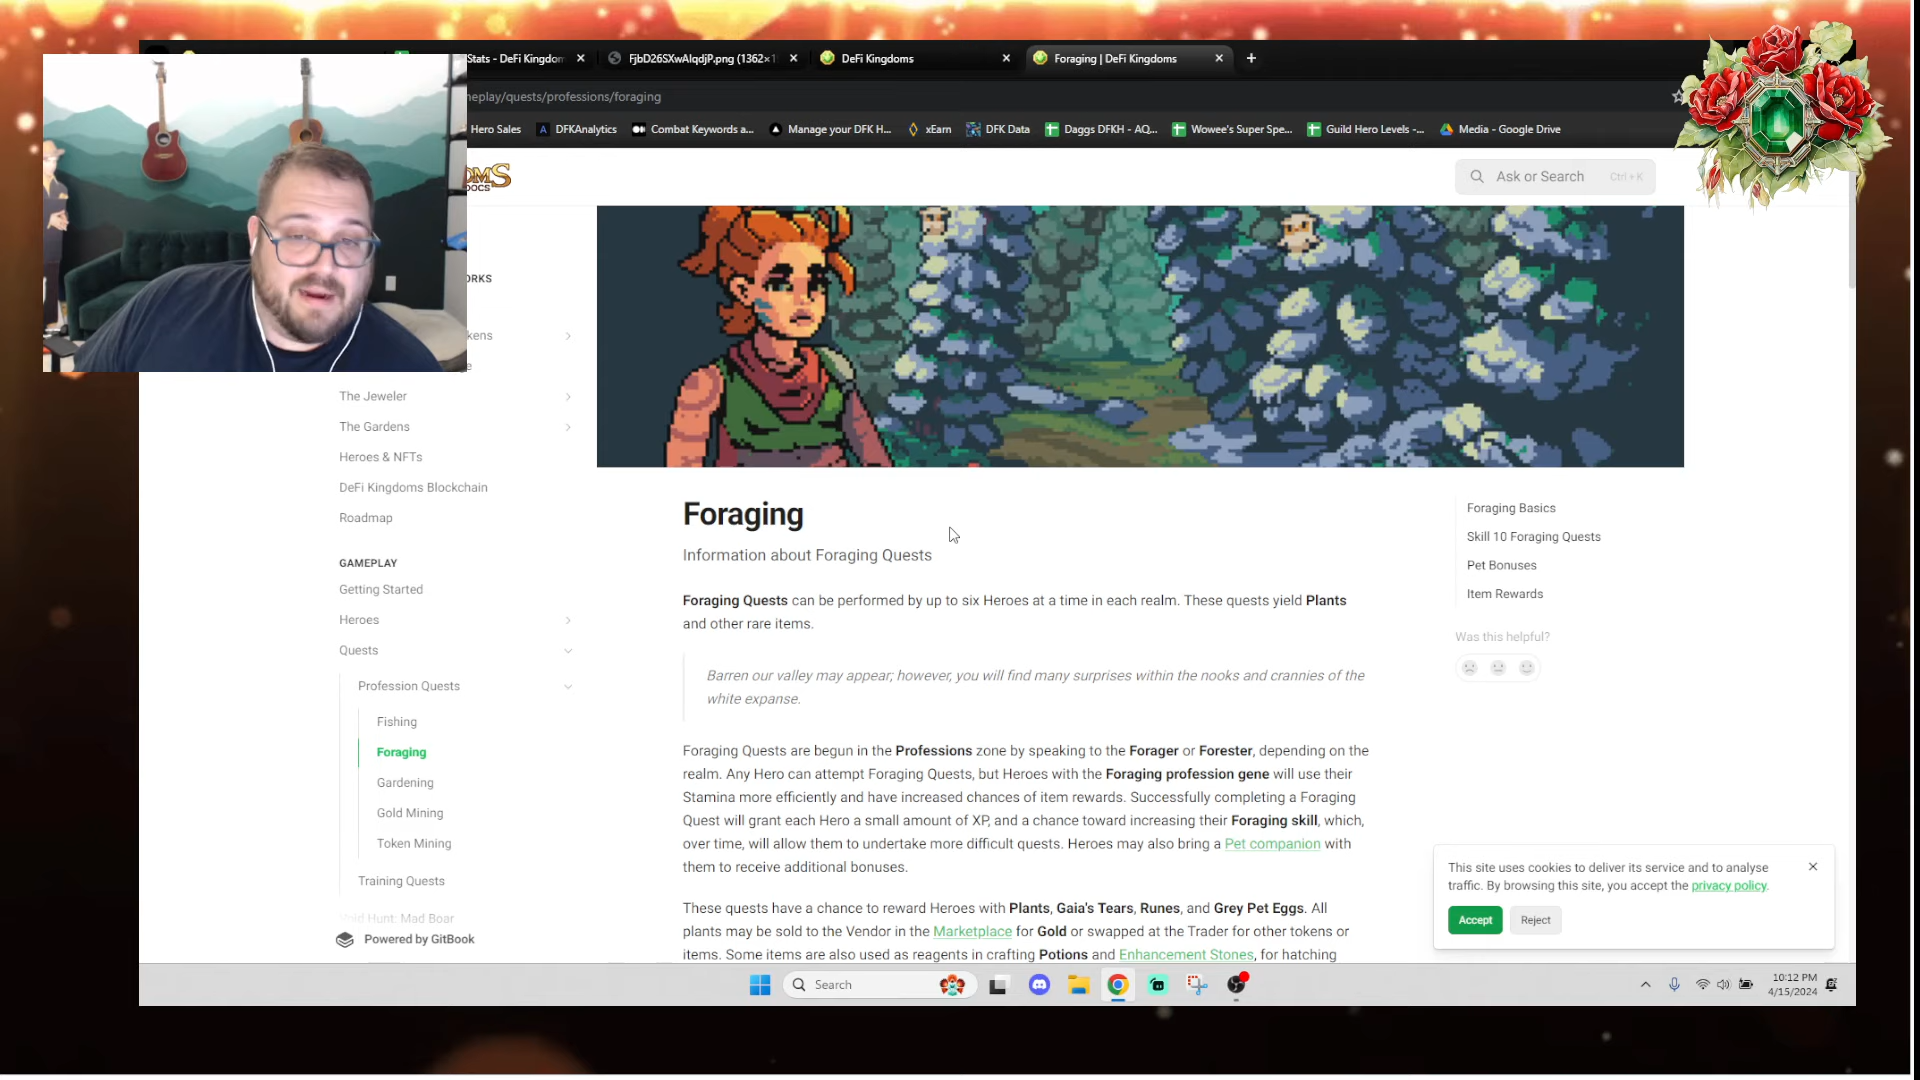 Stats - DeFi Kingdom
FjbD26SXwAIqdjP.png (1362×1
DeFi Kingdoms
Foraging | DeFi Kingdoms
eplay/quests/professions/foraging
Hero Sales
DFKAnalytics
Combat Keywords a...
Manage your DFK H...
xEarn
DFK Data
Daggs DFKH - AQ...
Wowee's Super Spe...
Guild Hero Levels -...
Media - Google Drive
OMS
DOCS
Ask or Search
Ctrl + K
ORKS
kens
e
The Jeweler
The Gardens
Heroes & NFTs
DeFi Kingdoms Blockchain
Roadmap
GAMEPLAY
Getting Started
Heroes
Quests
Profession Quests
Fishing
Foraging
Gardening
Gold Mining
Token Mining
Training Quests
Void Hunt: Mad Boar
Powered by GitBook
Foraging
Information about Foraging Quests
Foraging Quests can be performed by up to six Heroes at a time in each realm. These quests yield Plants
and other rare items.
Barren our valley may appear; however, you will find many surprises within the nooks and crannies of the
white expanse.
Foraging Quests are begun in the Professions zone by speaking to the Forager or Forester, depending on the
realm. Any Hero can attempt Foraging Quests, but Heroes with the Foraging profession gene will use their
Stamina more efficiently and have increased chances of item rewards. Successfully completing a Foraging
Quest will grant each Hero a small amount of XP, and a chance toward increasing their Foraging skill, which,
over time, will allow them to undertake more difficult quests. Heroes may also bring a Pet companion with
them to receive additional bonuses.
These quests have a chance to reward Heroes with Plants, Gaia's Tears, Runes, and Grey Pet Eggs. All
plants may be sold to the Vendor in the Marketplace for Gold or swapped at the Trader for other tokens or
items. Some items are also used as reagents in crafting Potions and Enhancement Stones, for hatching
Foraging Basics
Skill 10 Foraging Quests
Pet Bonuses
Item Rewards
Was this helpful?
This site uses cookies to deliver its service and to analyse
traffic. By browsing this site, you accept the privacy policy.
Accept
Reject
Search
10:12 PM
4/15/2024